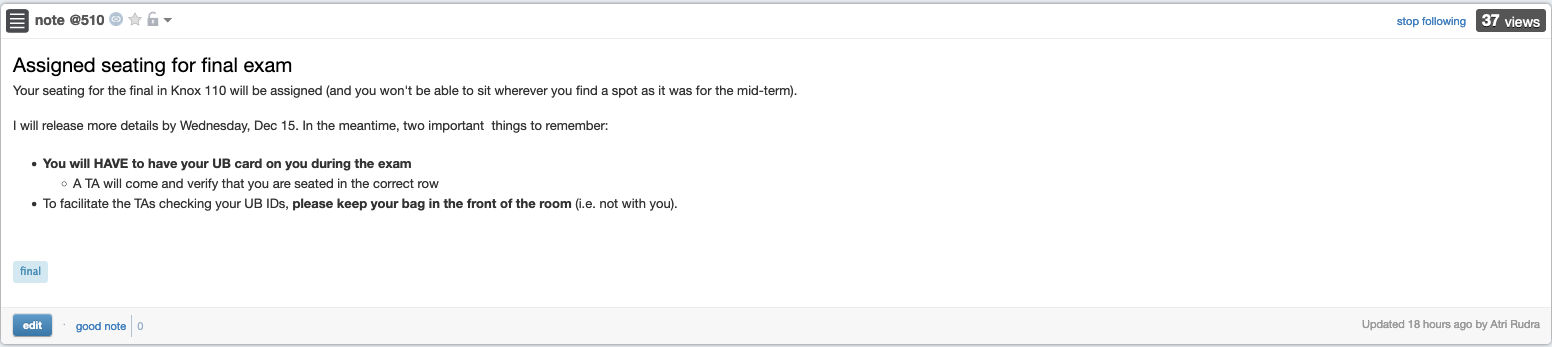 note @510
stop following
37 views
Assigned seating for final exam
Your seating for the final in Knox 110 will be assigned (and you won't be able to sit wherever you find a spot as it was for the mid-term).
I will release more details by Wednesday, Dec 15. In the meantime, two important  things to remember:
You will HAVE to have your UB card on you during the exam
A TA will come and verify that you are seated in the correct row
To facilitate the TAs checking your UB IDs, please keep your bag in the front of the room (i.e. not with you).
final
edit · good note 0
Updated 18 hours ago by Atri Rudra